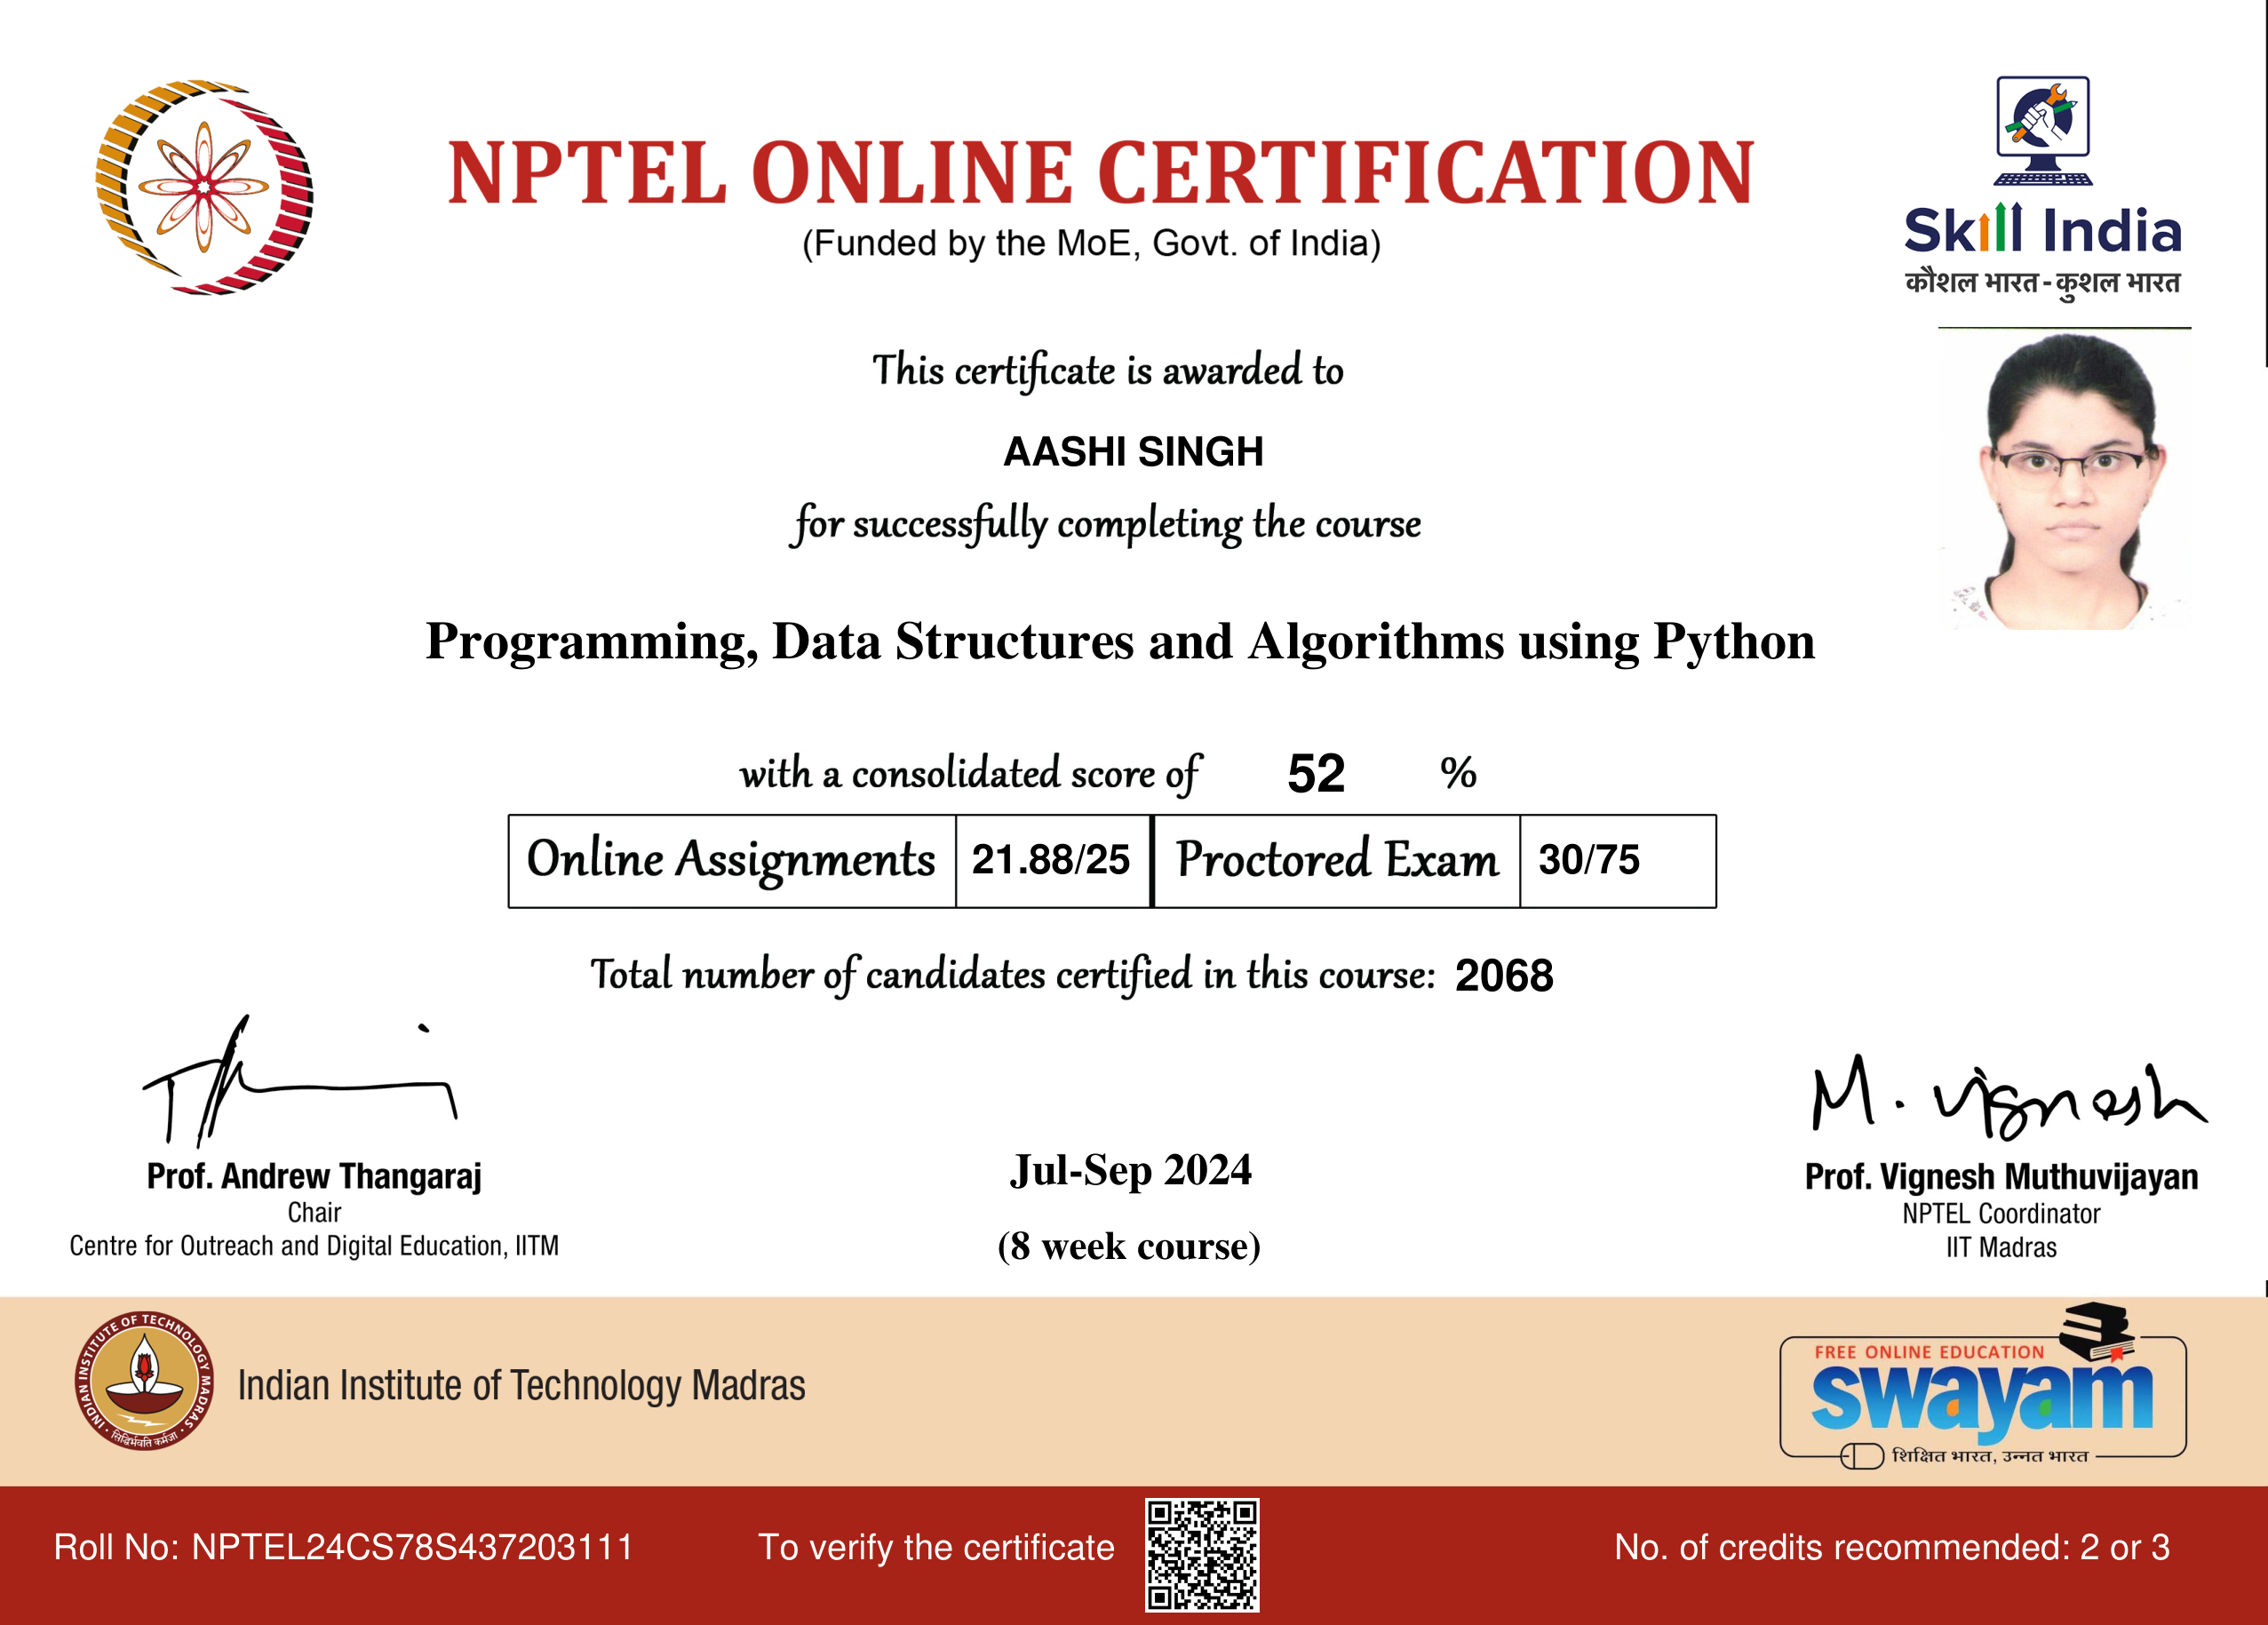 NPTEL ONLINE CERTIFICATION
(Funded by the MoE, Govt. of India)
Skill India
कौशल भारत - कुशल भारत
This certificate is awarded to
AASHI SINGH
for successfully completing the course
Programming, Data Structures and Algorithms using Python
with a consolidated score of 52 %
Online Assignments 21.88/25 Proctored Exam 30/75
Total number of candidates certified in this course: 2068
M. Vignesh
Prof. Andrew Thangaraj
Chair
Centre for Outreach and Digital Education, IITM
Jul-Sep 2024
(8 week course)
Prof. Vignesh Muthuvijayan
NPTEL Coordinator
IIT Madras
INDIAN INSTITUTE OF TECHNOLOGY MADRAS
सिद्धिर्भवति कर्मजा
Indian Institute of Technology Madras
FREE ONLINE EDUCATION
swayam
शिक्षित भारत, उन्नत भारत
Roll No: NPTEL24CS78S437203111
To verify the certificate
No. of credits recommended: 2 or 3